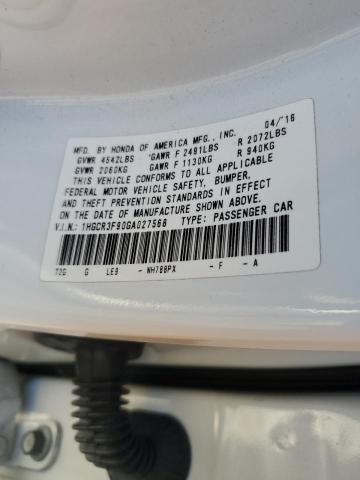 MFD. BY HONDA OF AMERICA MFG., INC. 04/'16
GVWR 4542LBS GAWR F 2491LBS R 2072LBS
GVWR 2060KG GAWR F 1130KG R 940KG
THIS VEHICLE CONFORMS TO ALL APPLICABLE
FEDERAL MOTOR VEHICLE SAFETY, BUMPER,
AND THEFT PREVENTION STANDARDS IN EFFECT
ON THE DATE OF MANUFACTURE SHOWN ABOVE.
V.I.N.: 1HGCR3F90GA027566 TYPE: PASSENGER CAR
T2G G LE9 - NH788PX - F - A